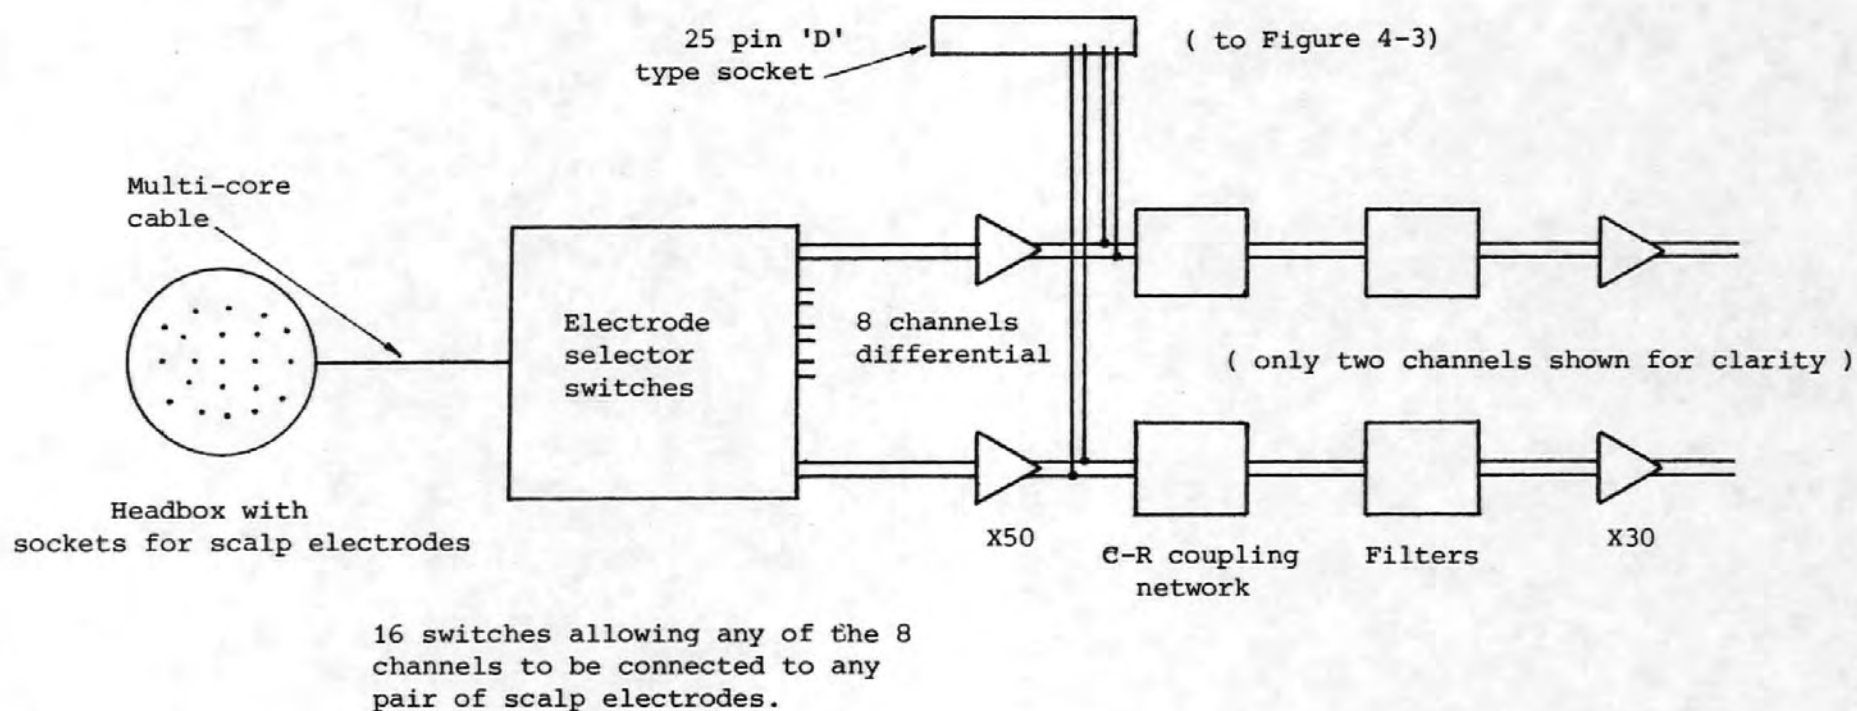 25 pin 'D'
type socket
( to Figure 4-3)
Multi-core
cable
Electrode
selector
switches
8 channels
differential
( only two channels shown for clarity )
Headbox with
sockets for scalp electrodes
X50
C-R coupling
network
Filters
X30
16 switches allowing any of the 8
channels to be connected to any
pair of scalp electrodes.